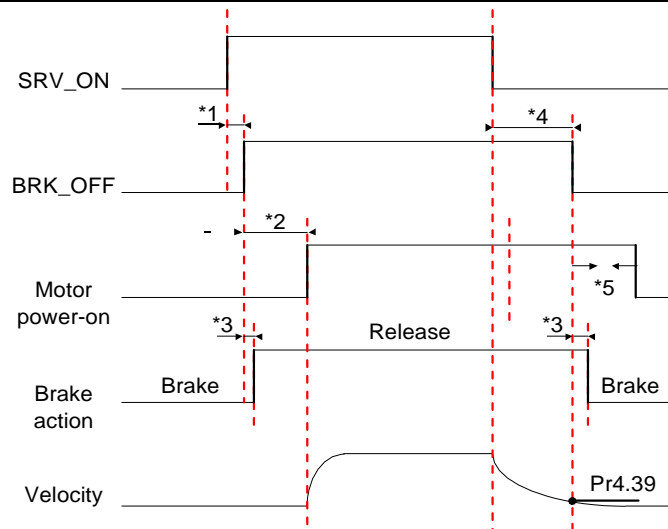 SRV_ON
*1
*4
BRK_OFF
*2
-
Motor
power-on
*5
*3
Release
*3
Brake
action
Brake
Brake
Velocity
Pr4.39